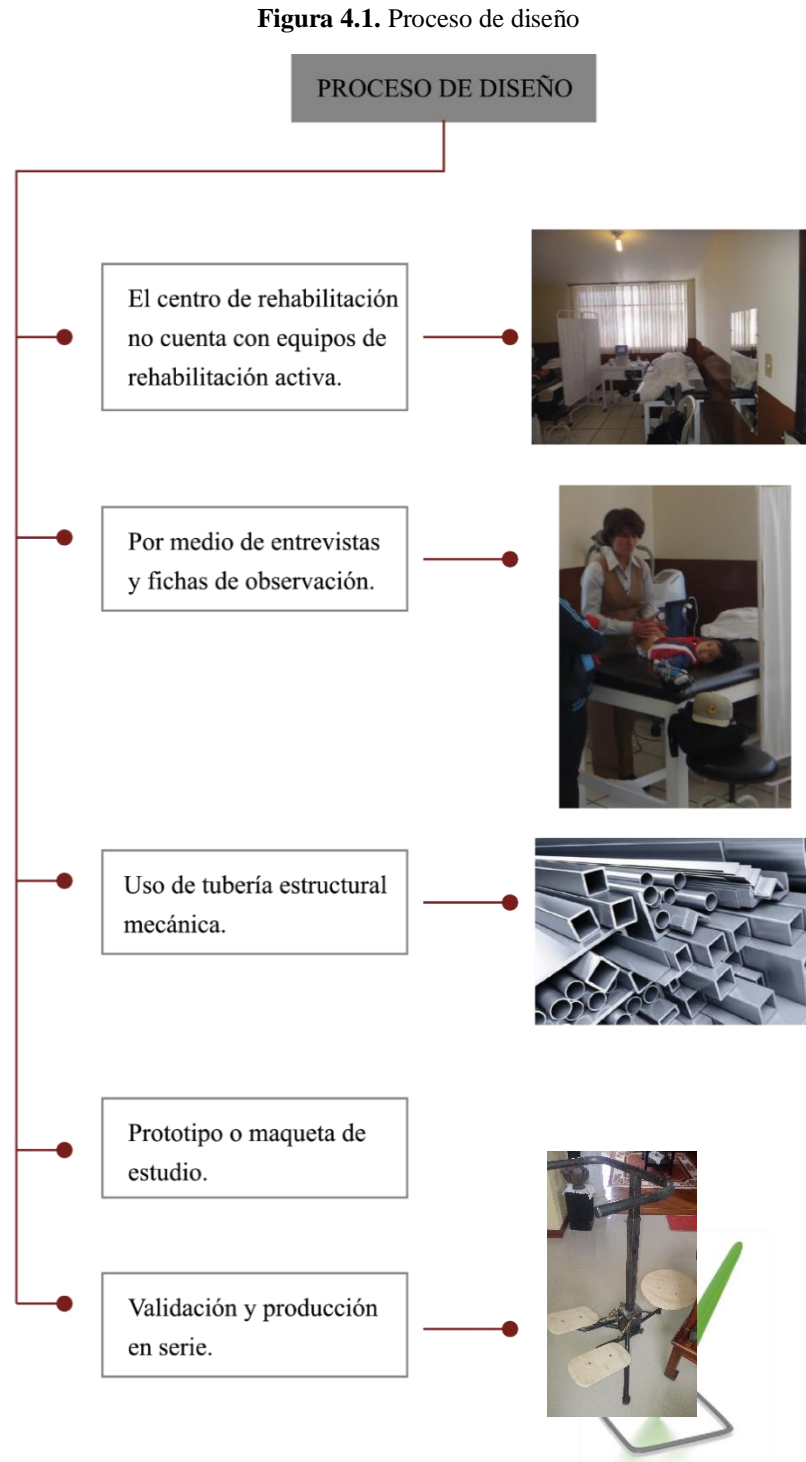 Figura 4.1. Proceso de diseño
PROCESO DE DISEÑO
El centro de rehabilitación
no cuenta con equipos de
rehabilitación activa.
Por medio de entrevistas
y fichas de observación.
Uso de tubería estructural
mecánica.
Prototipo o maqueta de
estudio.
Validación y producción
en serie.